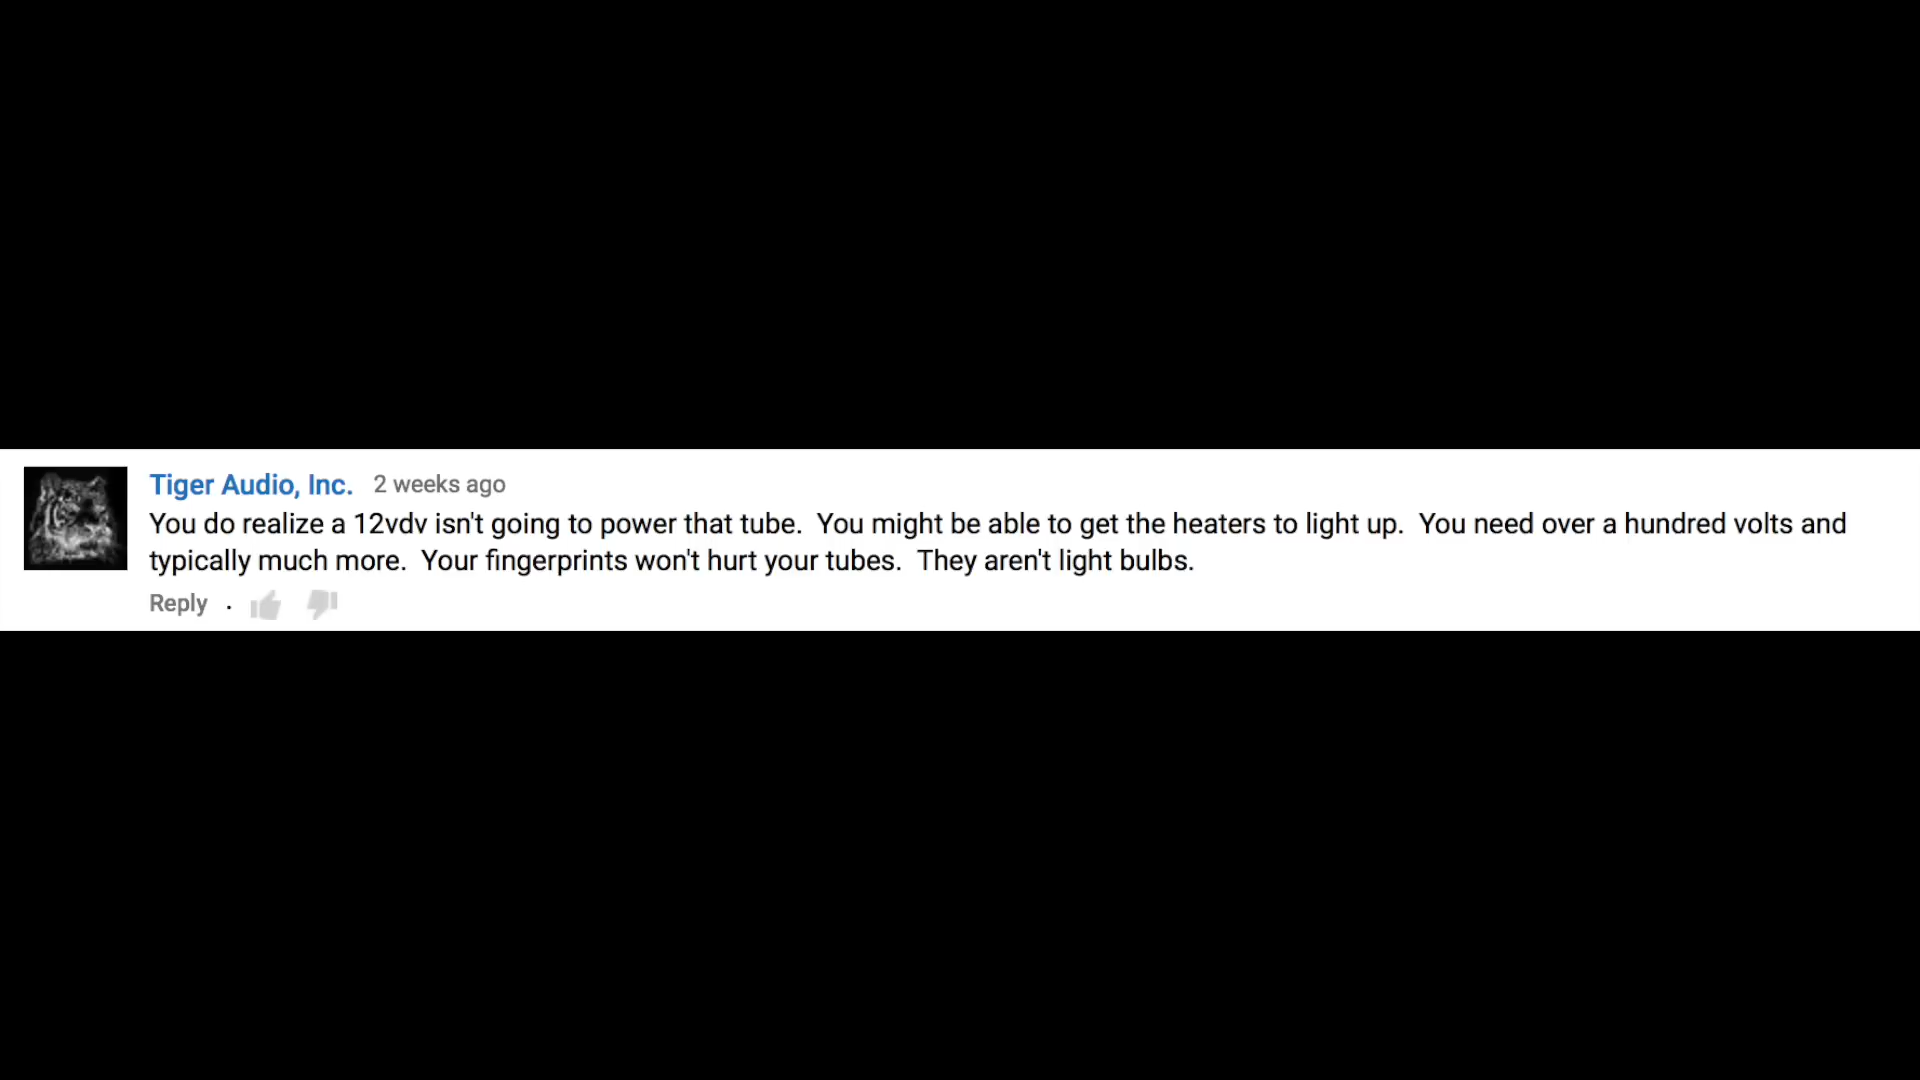 Tiger Audio, Inc. 2 weeks ago
You do realize a 12vdv isn't going to power that tube.  You might be able to get the heaters to light up.  You need over a hundred volts and
typically much more.  Your fingerprints won't hurt your tubes.  They aren't light bulbs.
Reply .